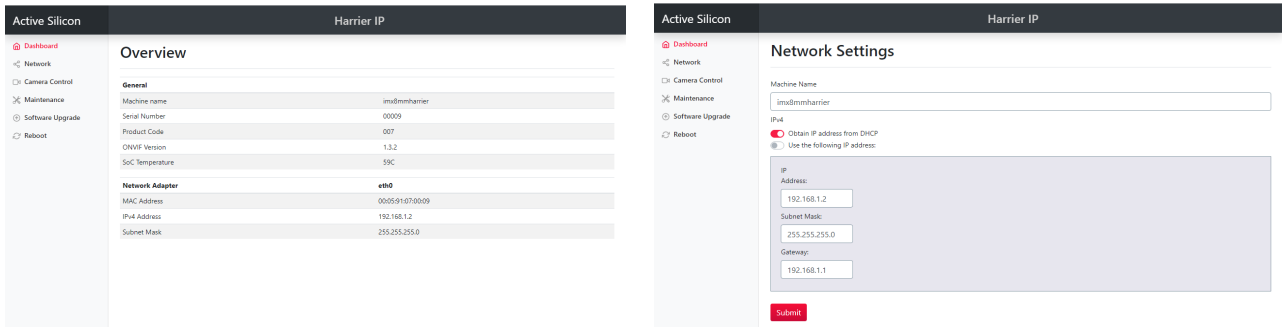 Active Silicon
Harrier IP
Dashboard
Network
Camera Control
Maintenance
Software Upgrade
Reboot
Overview
General
Machine name imx8mmharrier
Serial Number 00009
Product Code 007
ONVIF Version 1.3.2
SoC Temperature 59C
Network Adapter eth0
MAC Address 00:05:91:07:00:09
IPv4 Address 192.168.1.2
Subnet Mask 255.255.255.0
Active Silicon
Harrier IP
Dashboard
Network
Camera Control
Maintenance
Software Upgrade
Reboot
Network Settings
Machine Name
imx8mmharrier
IPv4
Obtain IP address from DHCP
Use the following IP address:
IP
Address:
192.168.1.2
Subnet Mask:
255.255.255.0
Gateway:
192.168.1.1
Submit